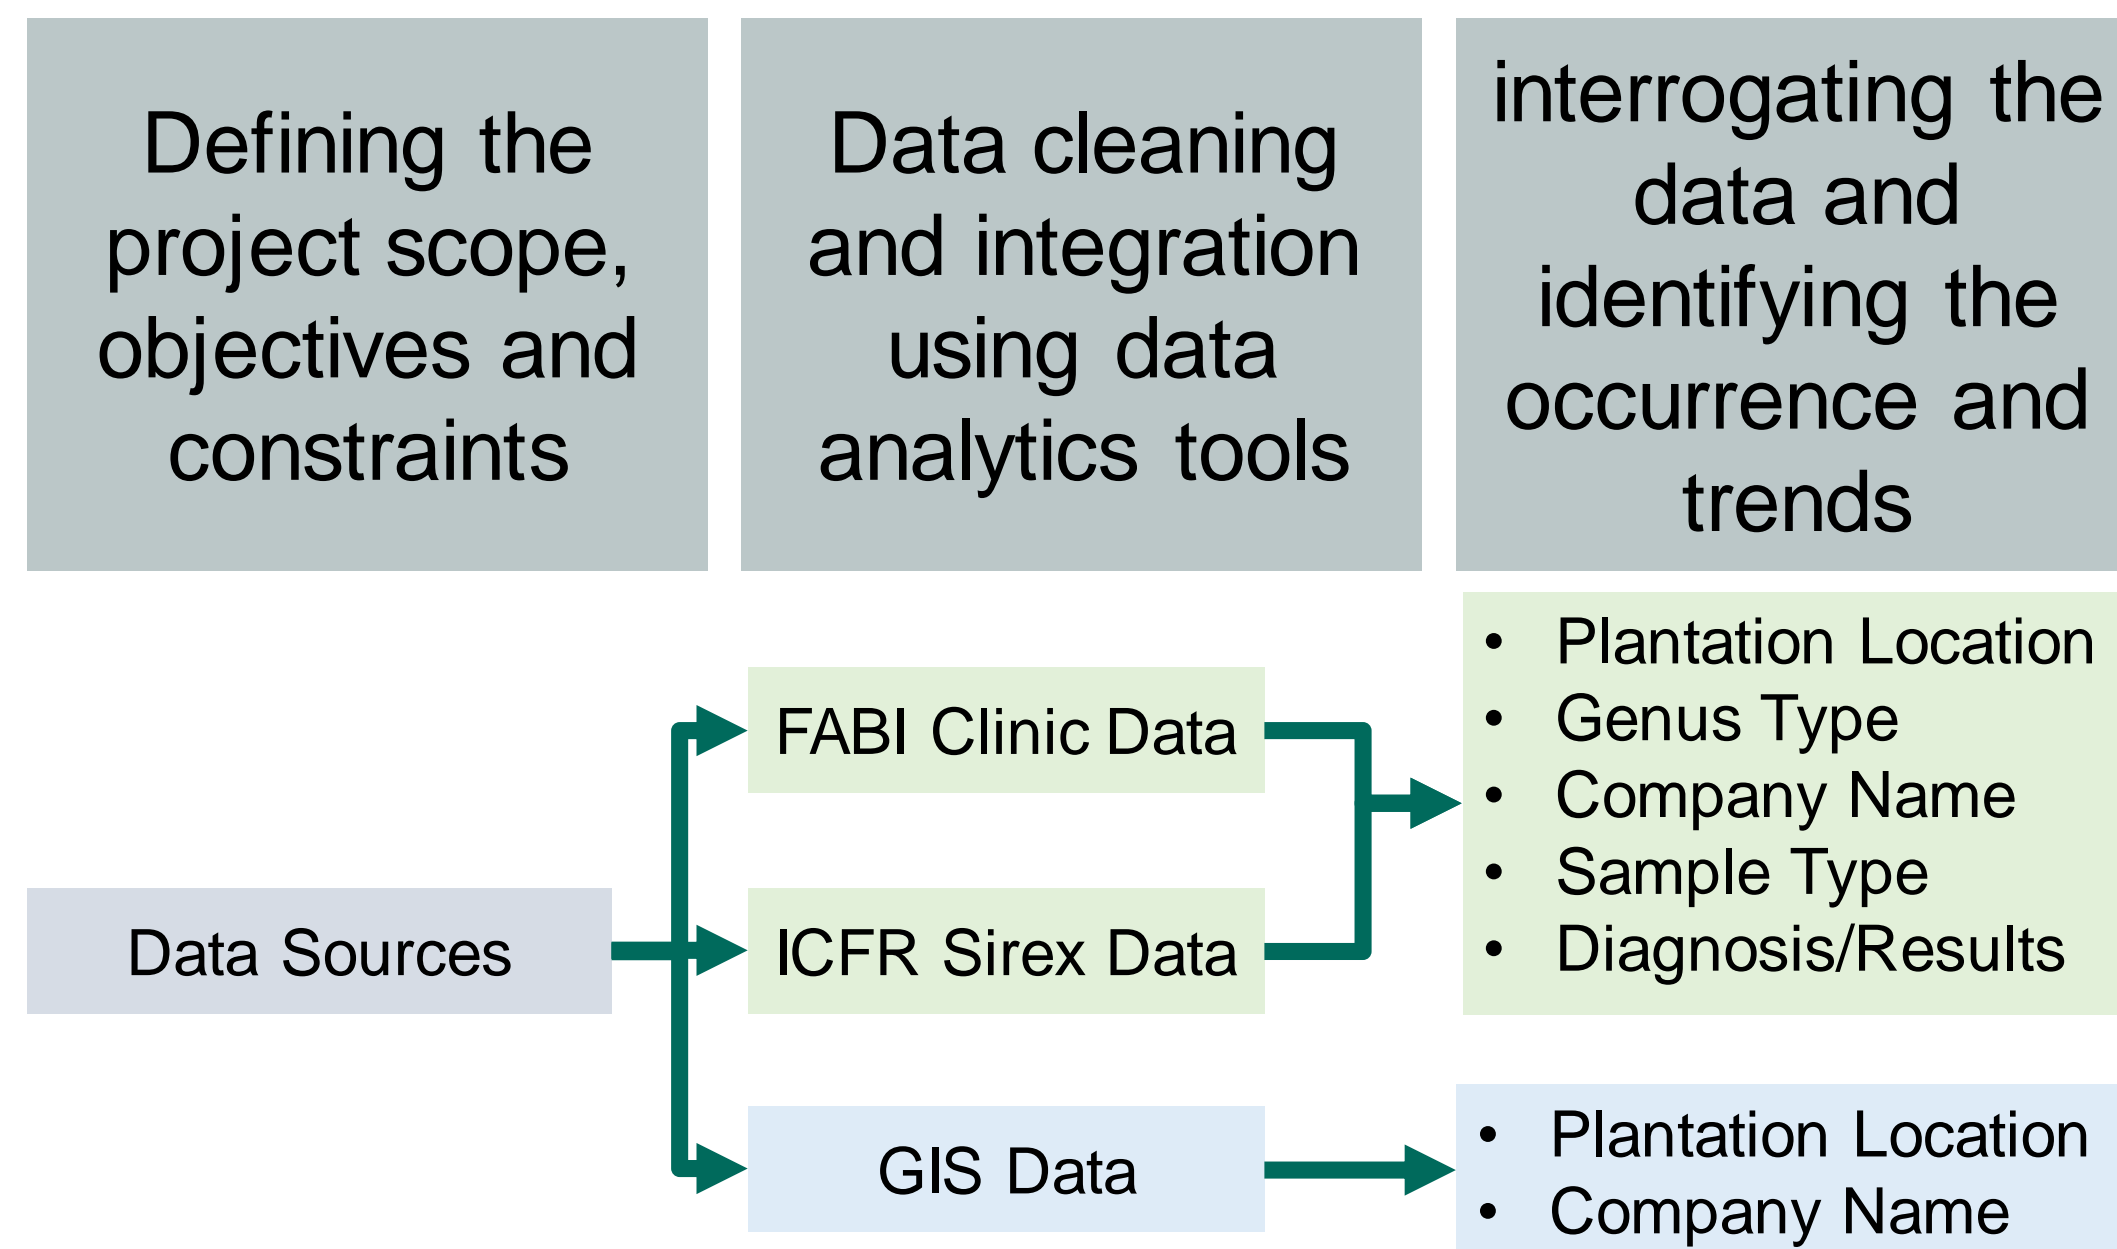 Defining the
project scope,
objectives and
constraints
Data cleaning
and integration
using data
analytics tools
interrogating the
data and
identifying the
occurrence and
trends
Data Sources
FABI Clinic Data
ICFR Sirex Data
GIS Data
• Plantation Location
• Genus Type
• Company Name
• Sample Type
• Diagnosis/Results
• Plantation Location
• Company Name